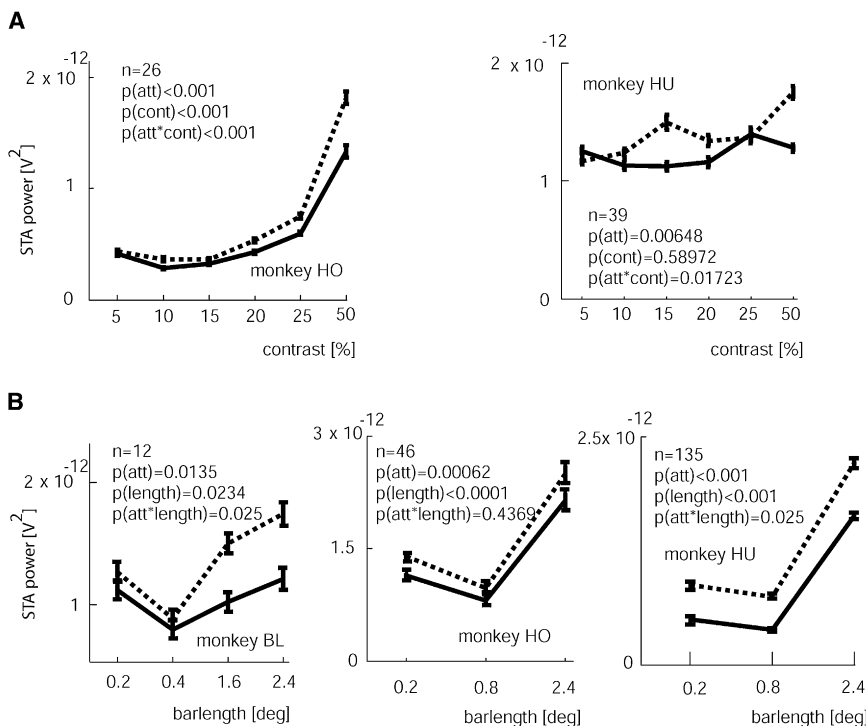 A
2 x 10 -12
n=26
p(att)<0.001
p(cont)<0.001
p(att*cont)<0.001
1
0
STA power [V2]
monkey HO
5 10 15 20 25 50
contrast [%]
2 x 10 -12
monkey HU
1
n=39
p(att)=0.00648
p(cont)=0.58972
p(att*cont)=0.01723
0
5 10 15 20 25 50
contrast [%]
B
2 x 10 -12
n=12
p(att)=0.0135
p(length)=0.0234
p(att*length)=0.025
1
STA power [V2]
monkey BL
0.2 0.4 1.6 2.4
barlength [deg]
3 x 10 -12
n=46
p(att)=0.00062
p(length)<0.0001
p(att*length)=0.4369
1.5
monkey HO
0
0.2 0.8 2.4
barlength [deg]
2.5x 10 -12
n=135
p(att)<0.001
p(length)<0.001
p(att*length)=0.025
monkey HU
0
0.2 0.8 2.4
barlength [deg]